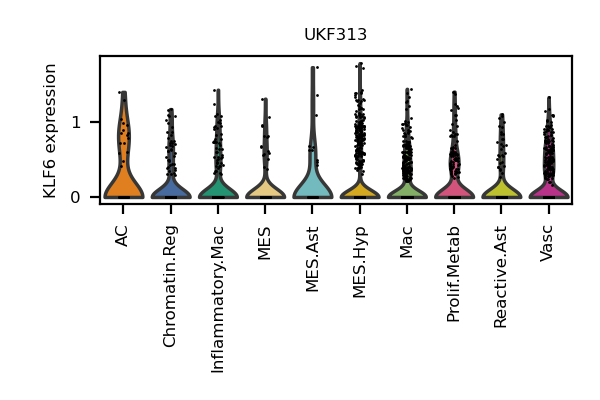 UKF313
KLF6 expression
1
0
AC
Chromatin.Reg
Inflammatory.Mac
MES
MES.Ast
MES.Hyp
Mac
Prolif.Metab
Reactive.Ast
Vasc